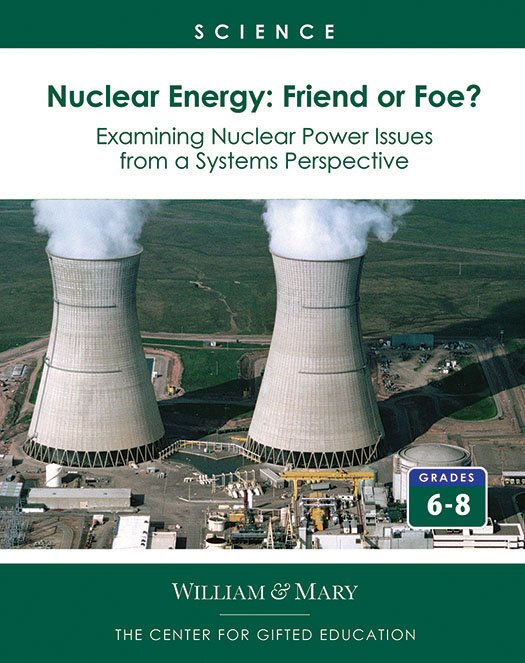 SCIENCE
Nuclear Energy: Friend or Foe?
Examining Nuclear Power Issues
from a Systems Perspective
GRADES
6-8
WILLIAM & MARY
THE CENTER FOR GIFTED EDUCATION